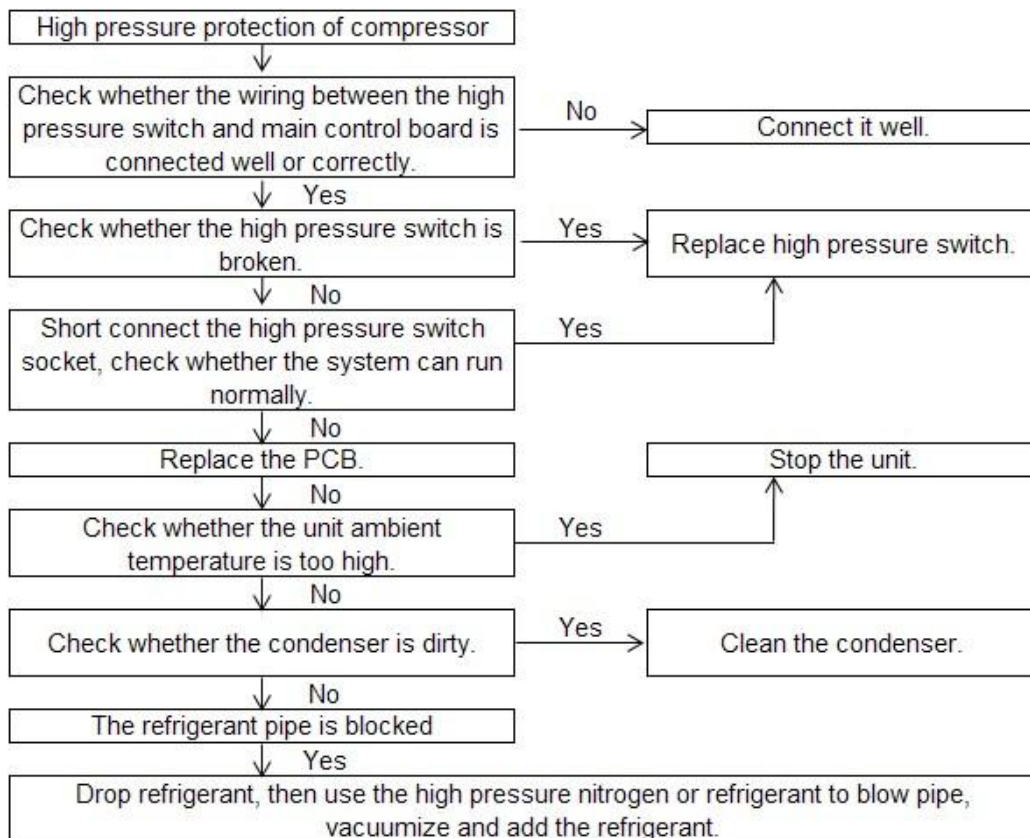 High pressure protection of compressor
Check whether the wiring between the high
pressure switch and main control board is
connected well or correctly.
No
Connect it well.
Yes
Check whether the high pressure switch is
broken.
Yes
Replace high pressure switch.
No
Short connect the high pressure switch
socket, check whether the system can run
normally.
Yes
No
Replace the PCB.
Stop the unit.
No
Check whether the unit ambient
temperature is too high.
Yes
No
Check whether the condenser is dirty.
Yes
Clean the condenser.
No
The refrigerant pipe is blocked
Yes
Drop refrigerant, then use the high pressure nitrogen or refrigerant to blow pipe,
vacuumize and add the refrigerant.